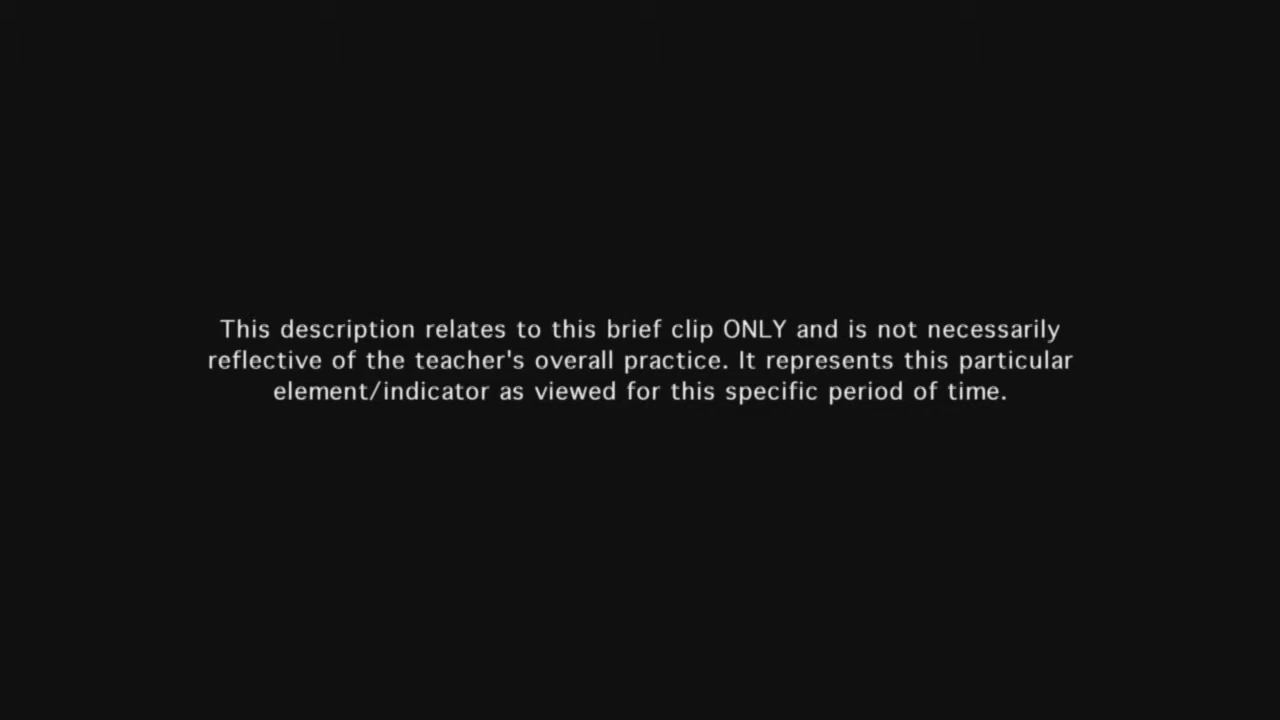 This description relates to this brief clip ONLY and is not necessarily
reflective of the teacher's overall practice. It represents this particular
element/indicator as viewed for this specific period of time.